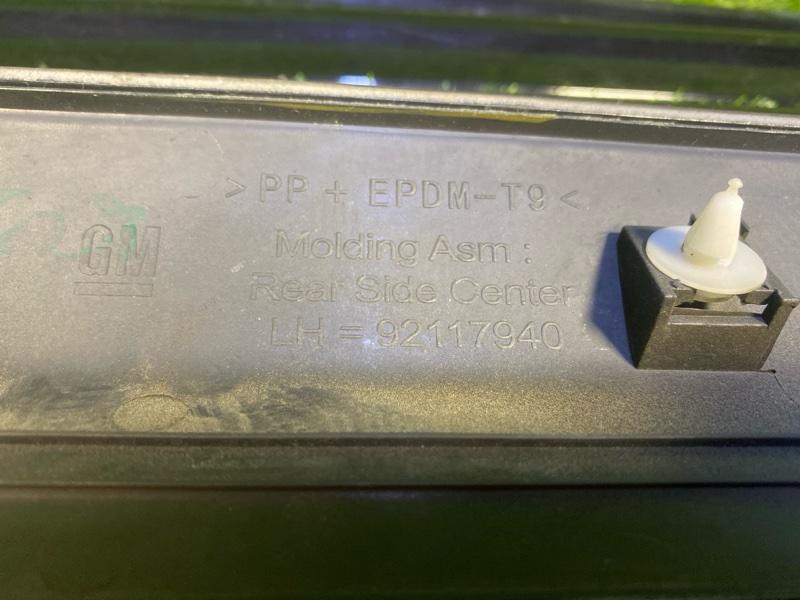 >PP + EPDM-T9<
GM
Molding Asm :
Rear Side Center
LH = 92117940